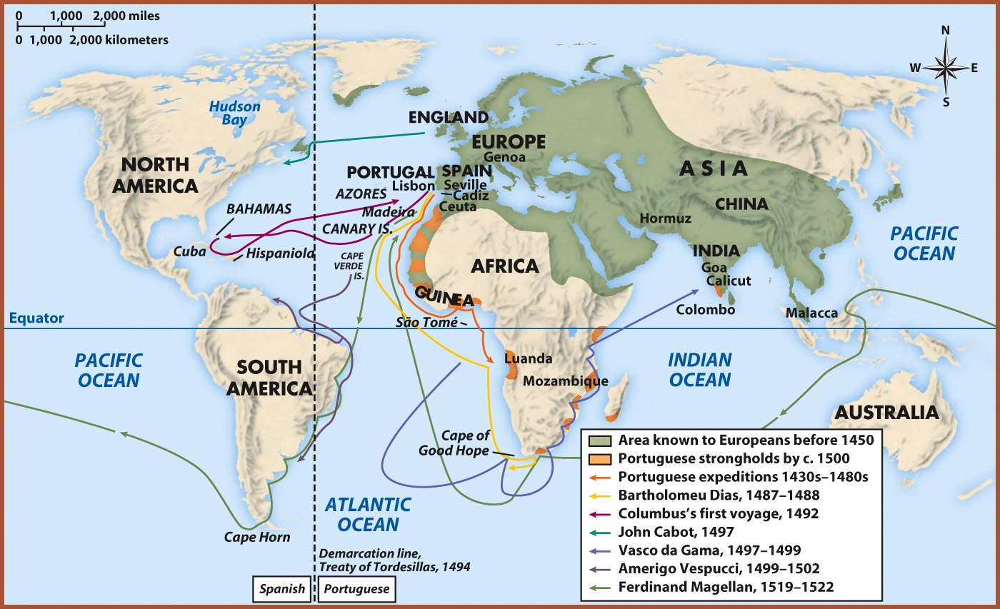 0 1,000 2,000 miles
0 1,000 2,000 kilometers
N
W E
S
Hudson
Bay
ENGLAND
EUROPE
Genoa
NORTH
AMERICA
ASIA
PORTUGAL SPAIN
Lisbon Seville
AZORES Cadiz
Madeira Ceuta
CHINA
Hormuz
BAHAMAS
CANARY IS.
PACIFIC
OCEAN
Cuba Hispaniola
CAPE
VERDE
IS.
AFRICA
INDIA
Goa
Calicut
GUINEA
Colombo
Malacca
Equator
São Tomé
PACIFIC
OCEAN
SOUTH
AMERICA
Luanda
Mozambique
INDIAN
OCEAN
AUSTRALIA
Cape of
Good Hope
ATLANTIC
OCEAN
Cape Horn
Demarcation line,
Treaty of Tordesillas, 1494
Spanish Portuguese
Area known to Europeans before 1450
Portuguese strongholds by c. 1500
Portuguese expeditions 1430s–1480s
Bartholomeu Dias, 1487–1488
Columbus's first voyage, 1492
John Cabot, 1497
Vasco da Gama, 1497–1499
Amerigo Vespucci, 1499–1502
Ferdinand Magellan, 1519–1522